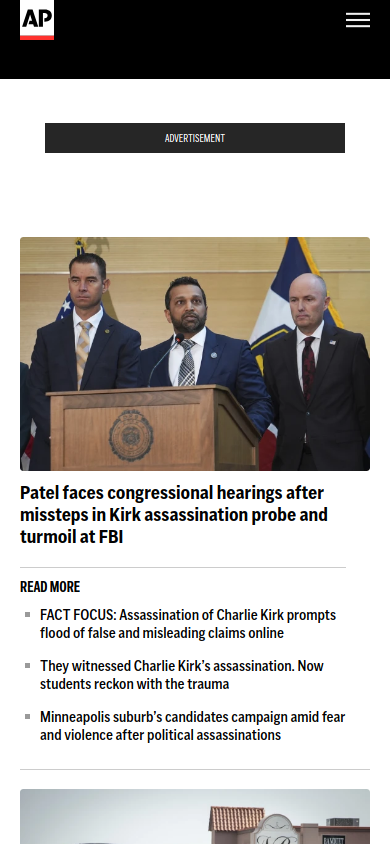 AP
ADVERTISEMENT
Patel faces congressional hearings after
missteps in Kirk assassination probe and
turmoil at FBI
READ MORE
FACT FOCUS: Assassination of Charlie Kirk prompts
flood of false and misleading claims online
They witnessed Charlie Kirk’s assassination. Now
students reckon with the trauma
Minneapolis suburb’s candidates campaign amid fear
and violence after political assassinations